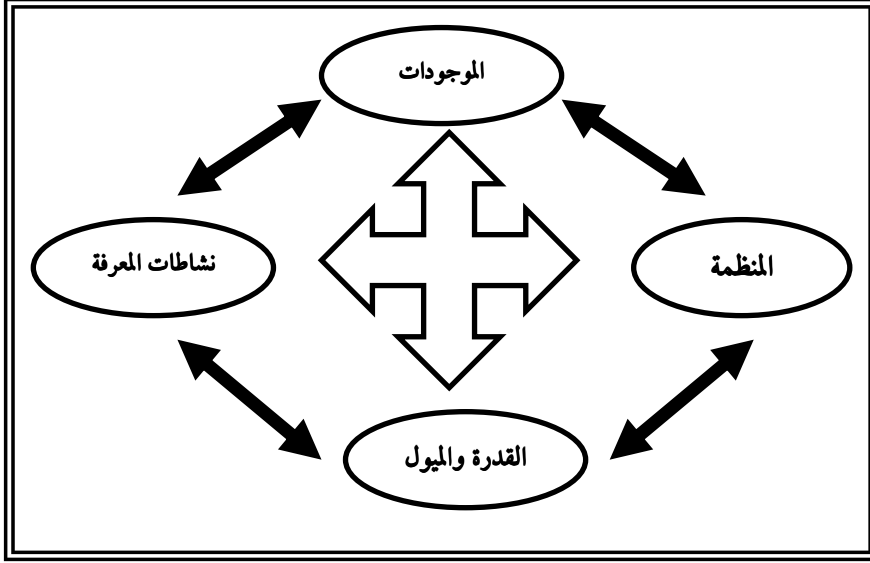 الموجودات
المنظمة
نشاطات المعرفة
القدرة والميول